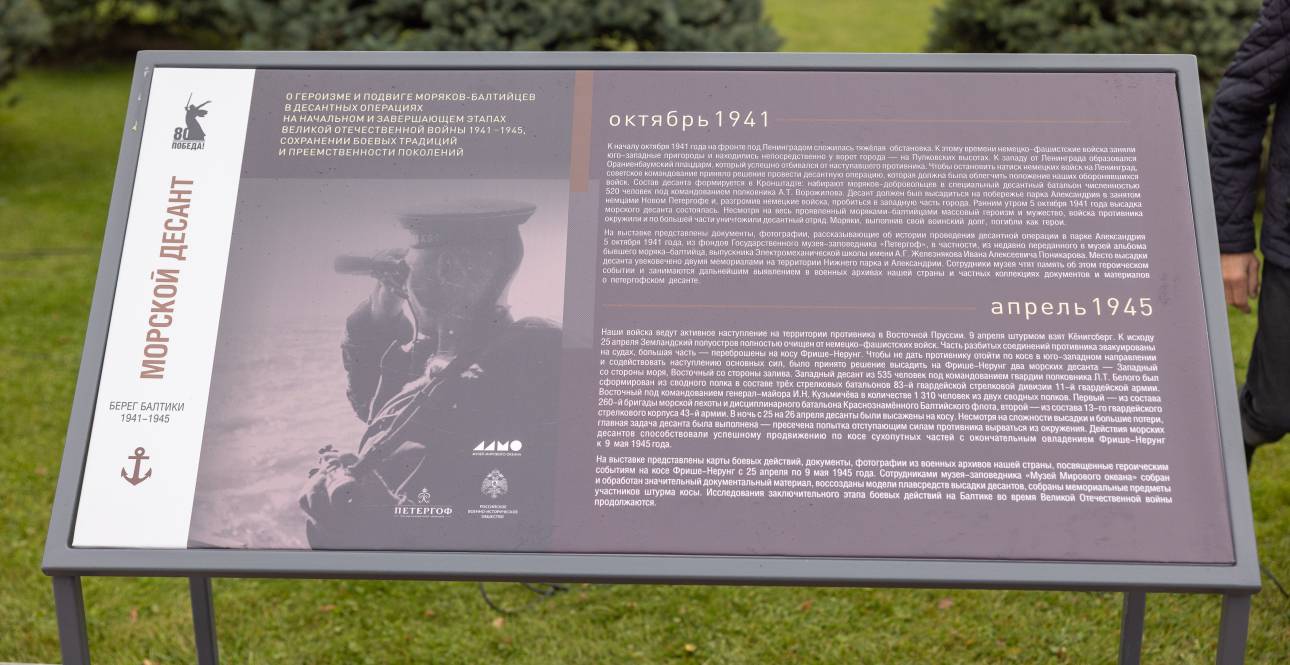 80
ПОБЕДА!
МОРСКОЙ ДЕСАНТ
БЕРЕГ БАЛТИКИ
1941–1945
О ГЕРОИЗМЕ И ПОДВИГЕ МОРЯКОВ-БАЛТИЙЦЕВ
В ДЕСАНТНЫХ ОПЕРАЦИЯХ
НА НАЧАЛЬНОМ И ЗАВЕРШАЮЩЕМ ЭТАПАХ
ВЕЛИКОЙ ОТЕЧЕСТВЕННОЙ ВОЙНЫ 1941–1945,
СОХРАНЕНИИ БОЕВЫХ ТРАДИЦИЙ
И ПРЕЕМСТВЕННОСТИ ПОКОЛЕНИЙ
МУЗЕЙ МИРОВОГО ОКЕАНА
ПЕТЕРГОФ
РОССИЙСКОЕ
ВОЕННО-ИСТОРИЧЕСКОЕ
ОБЩЕСТВО
октябрь 1941
К началу октября 1941 года на фронте под Ленинградом сложилась тяжёлая обстановка. К этому времени немецко-фашистские войска заняли
юго-западные пригороды и находились непосредственно у ворот города — на Пулковских высотах. К западу от Ленинграда образовался
Ораниенбаумский плацдарм, который успешно отбивался от наступавшего противника. Чтобы остановить натиск немецких войск на Ленинград,
советское командование приняло решение провести десантную операцию, которая должна была облегчить положение наших оборонявшихся
войск. Состав десанта формируется в Кронштадте: набирают моряков-добровольцев в специальный десантный батальон численностью
520 человек под командованием полковника А.Т. Ворожилова. Десант должен был высадиться на побережье парка Александрия в занятом
немцами Новом Петергофе и, разгромив немецкие войска, пробиться в западную часть города. Ранним утром 5 октября 1941 года высадка
морского десанта состоялась. Несмотря на весь проявленный моряками-балтийцами массовый героизм и мужество, войска противника
окружили и по большей части уничтожили десантный отряд. Моряки, выполнив свой воинский долг, погибли как герои.
На выставке представлены документы, фотографии, рассказывающие об истории проведения десантной операции в парке Александрия
5 октября 1941 года, из фондов Государственного музея-заповедника «Петергоф», в частности, из недавно переданного в музей альбома
бывшего моряка-балтийца, выпускника Электромеханической школы имени А.Г. Железнякова Ивана Алексеевича Поникарова. Место высадки
десанта увековечено двумя мемориалами на территории Нижнего парка и Александрии. Сотрудники музея чтят память об этом героическом
событии и занимаются дальнейшим выявлением в военных архивах нашей страны и частных коллекциях документов и материалов
о петергофском десанте.
апрель 1945
Наши войска ведут активное наступление на территории противника в Восточной Пруссии. 9 апреля штурмом взят Кёнигсберг. К исходу
25 апреля Земландский полуостров полностью очищен от немецко-фашистских войск. Часть разбитых соединений противника эвакуированы
на судах, большая часть — переброшены на косу Фрише-Нерунг. Чтобы не дать противнику отойти по косе в юго-западном направлении
и содействовать наступлению основных сил, было принято решение высадить на Фрише-Нерунг два морских десанта — Западный
со стороны моря, Восточный со стороны залива. Западный десант из 535 человек под командованием гвардии полковника Л.Т. Белого был
сформирован из сводного полка в составе трёх стрелковых батальонов 83-й гвардейской стрелковой дивизии 11-й гвардейской армии.
Восточный под командованием генерал-майора И.Н. Кузьмичёва в количестве 1 310 человек из двух сводных полков. Первый — из состава
260-й бригады морской пехоты и дисциплинарного батальона Краснознамённого Балтийского флота, второй — из состава 13-го гвардейского
стрелкового корпуса 43-й армии. В ночь с 25 на 26 апреля десанты были высажены на косу. Несмотря на сложности высадки и большие потери,
главная задача десанта была выполнена — пресечена попытка отступающим силам противника вырваться из окружения. Действия морских
десантов способствовали успешному продвижению по косе сухопутных частей с окончательным овладением Фрише-Нерунг
к 9 мая 1945 года.
На выставке представлены карты боевых действий, документы, фотографии из военных архивов нашей страны, посвященные героическим
событиям на косе Фрише-Нерунг с 25 апреля по 9 мая 1945 года. Сотрудниками музея-заповедника «Музей Мирового океана» собран
и обработан значительный документальный материал, воссозданы модели плавсредств высадки десантов, собраны мемориальные предметы
участников штурма косы. Исследования заключительного этапа боевых действий на Балтике во время Великой Отечественной войны
продолжаются.